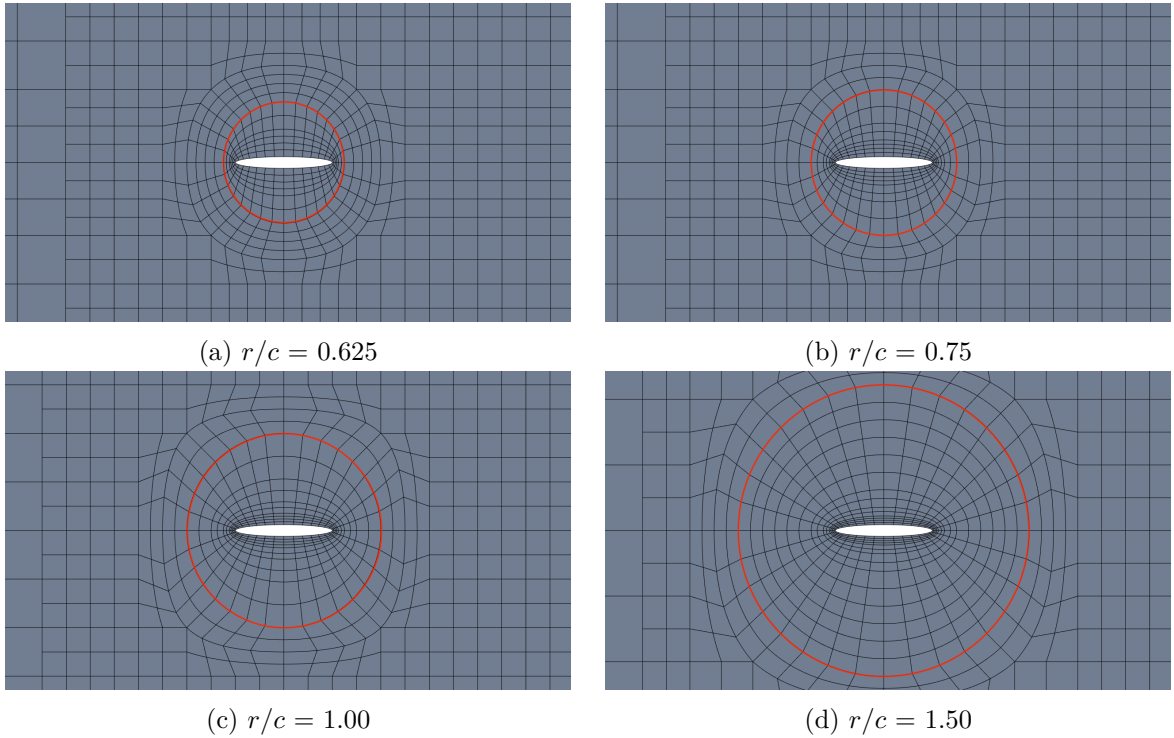 (a) r/c = 0.625
(b) r/c = 0.75
(c) r/c = 1.00
(d) r/c = 1.50